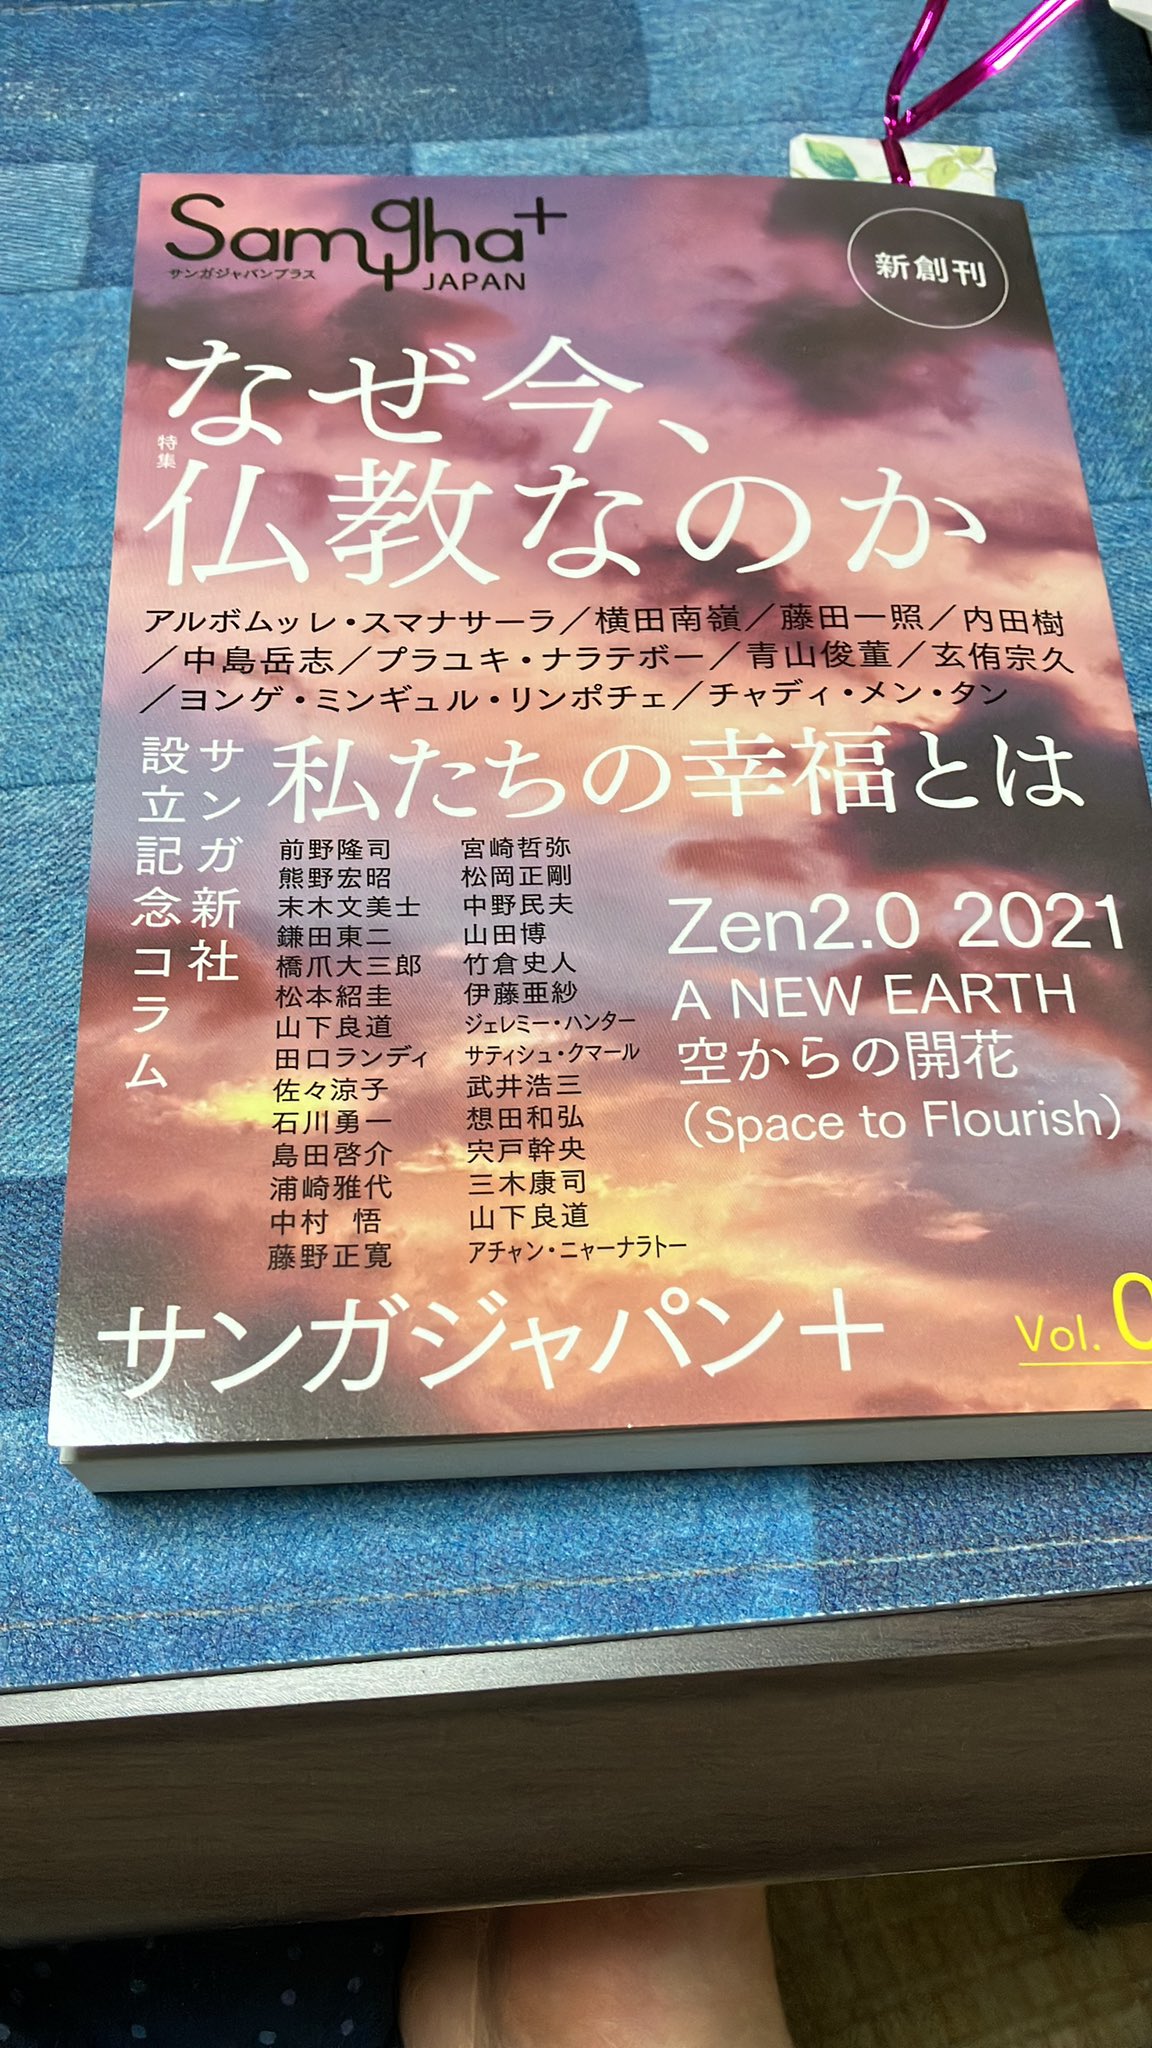 Samgha+
JAPAN
サンガジャパンプラス
新創刊
特集
なぜ今、
仏教なのか
アルボムッレ・スマナサーラ／横田南嶺／藤田一照／内田樹
／中島岳志／プラユキ・ナラテボー／青山俊董／玄侑宗久
／ヨンゲ・ミンギュル・リンポチェ／チャディ・メン・タン
サンガ新社
設立記念コラム
私たちの幸福とは
前野隆司
熊野宏昭
末木文美士
鎌田東二
橋爪大三郎
松本紹圭
山下良道
田口ランディ
佐々涼子
石川勇一
島田啓介
浦崎雅代
中村 悟
藤野正寛
宮崎哲弥
松岡正剛
中野民夫
山田博
竹倉史人
伊藤亜紗
ジェレミー・ハンター
サティシュ・クマール
武井浩三
想田和弘
宍戸幹央
三木康司
山下良道
アチャン・ニャーナラトー
Zen2.0 2021
A NEW EARTH
空からの開花
（Space to Flourish）
サンガジャパン＋
Vol.